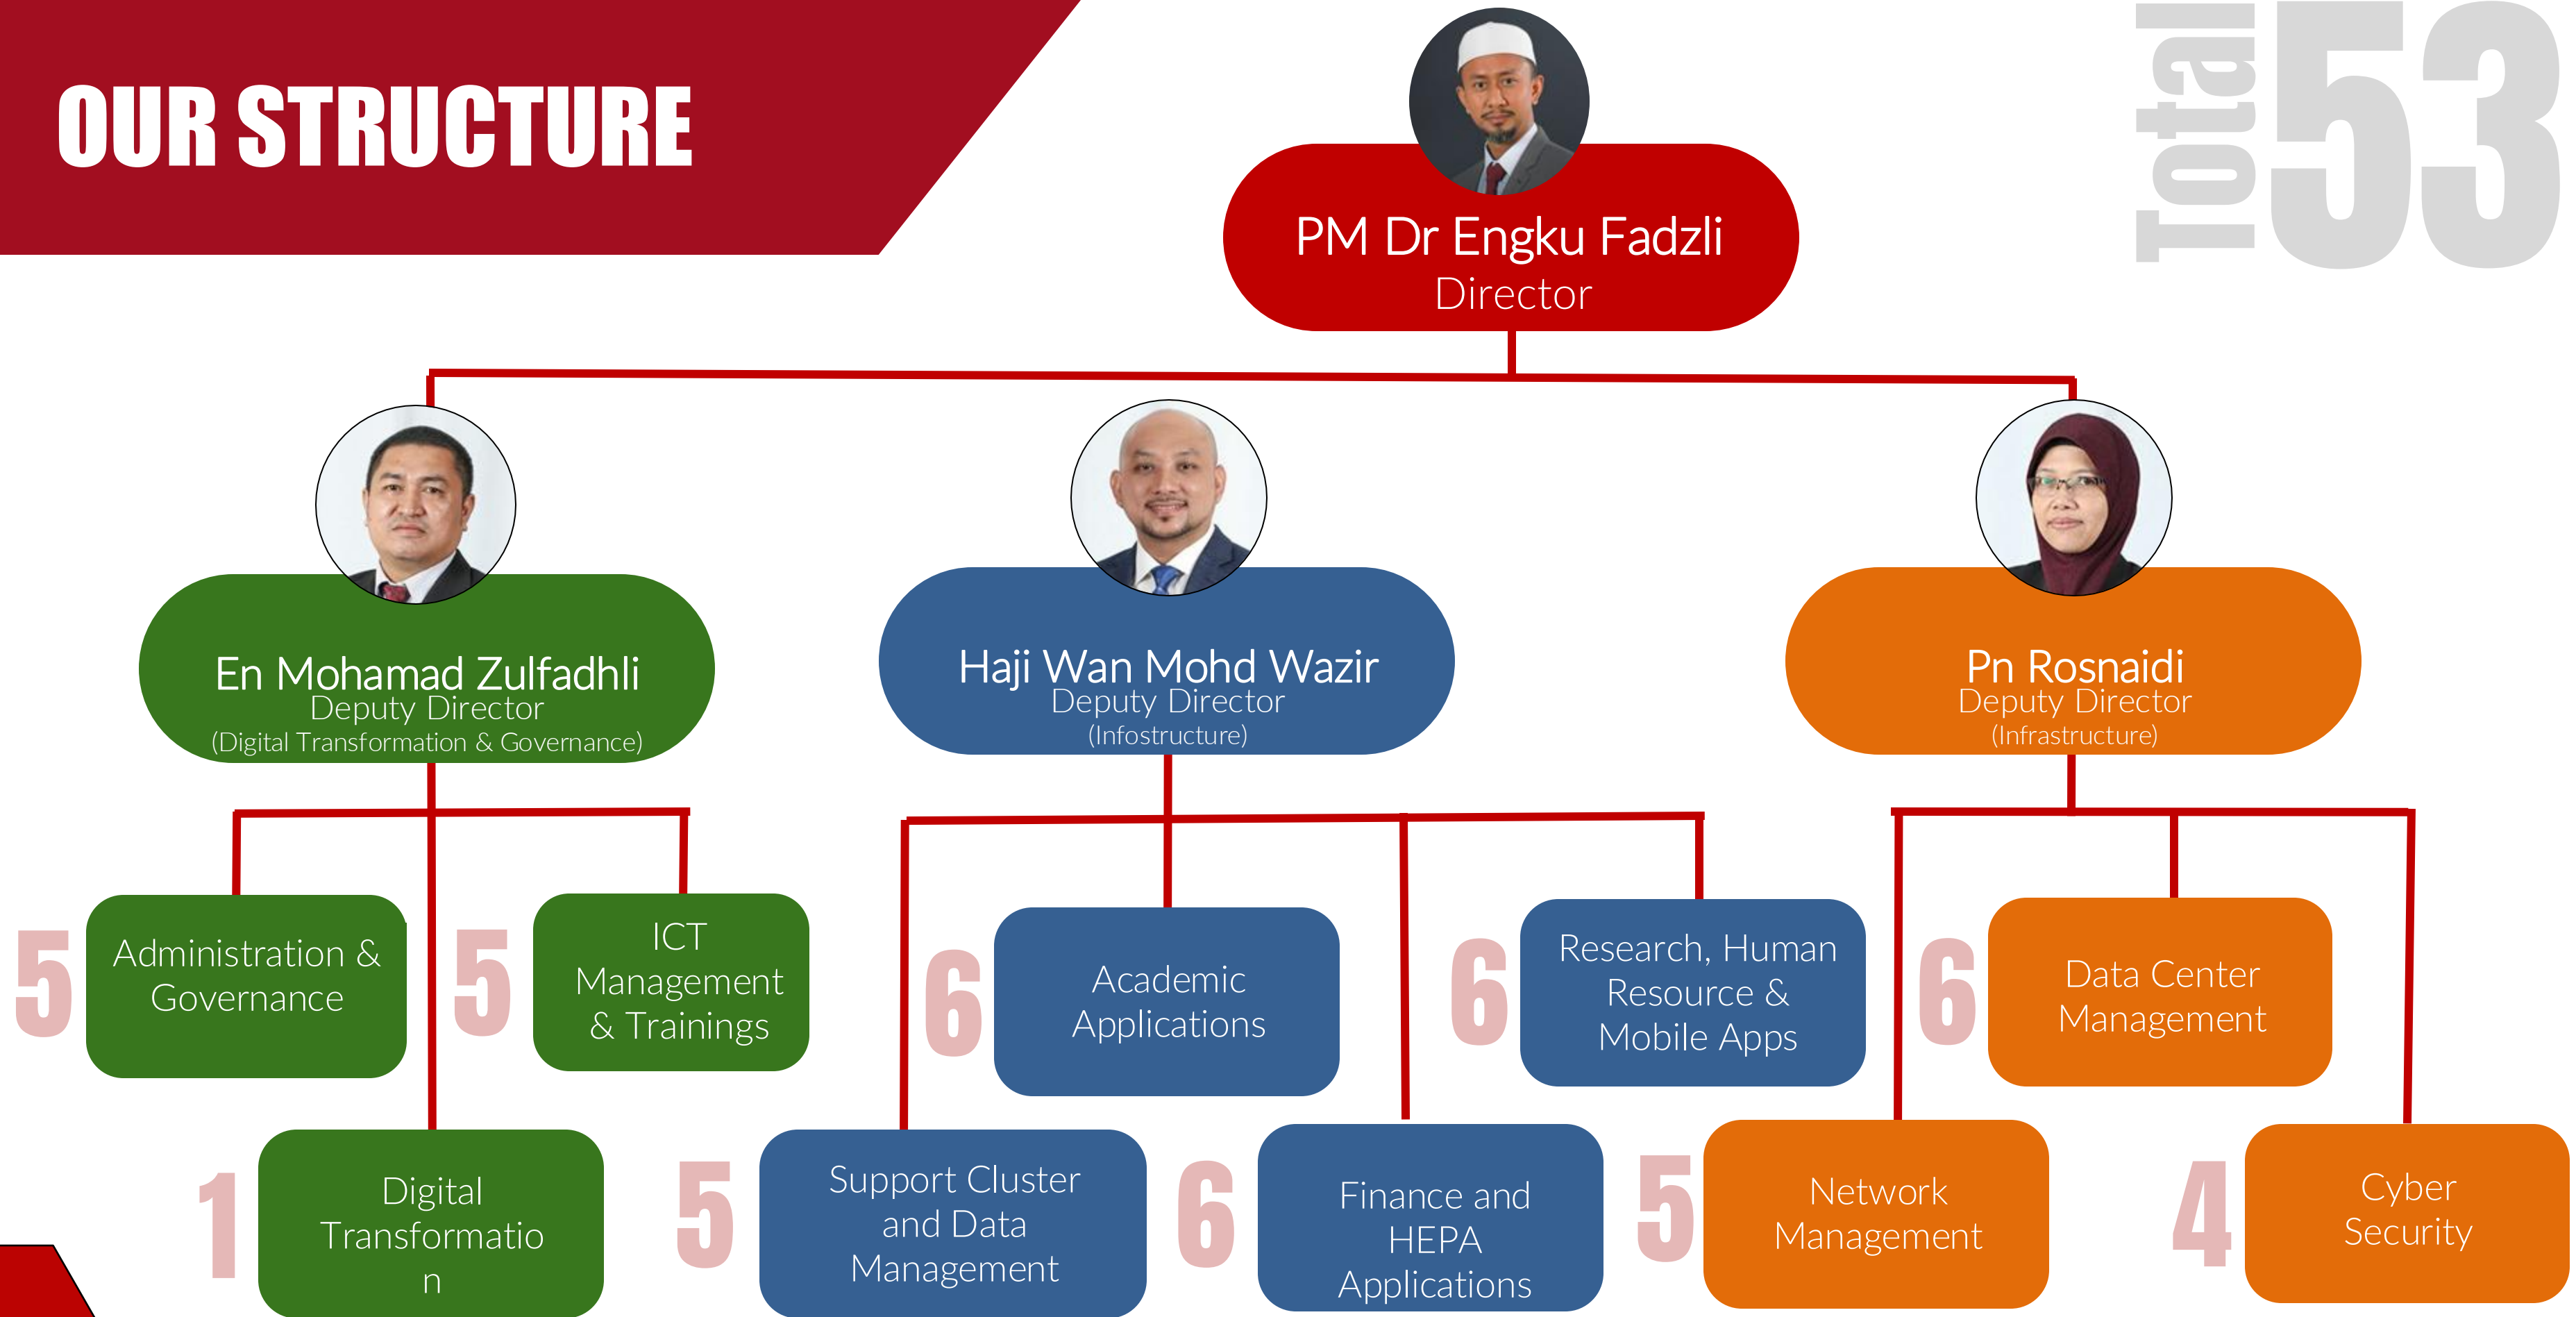 OUR STRUCTURE
Total
53
PM Dr Engku Fadzli
Director
En Mohamad Zulfadhli
Deputy Director
(Digital Transformation & Governance)
Haji Wan Mohd Wazir
Deputy Director
(Infostructure)
Pn Rosnaidi
Deputy Director
(Infrastructure)
5
Administration &
Governance
5
ICT
Management
& Trainings
6
Academic
Applications
6
Research, Human
Resource &
Mobile Apps
6
Data Center
Management
1
Digital
Transformatio
n
5
Support Cluster
and Data
Management
6
Finance and
HEPA
Applications
5
Network
Management
4
Cyber
Security